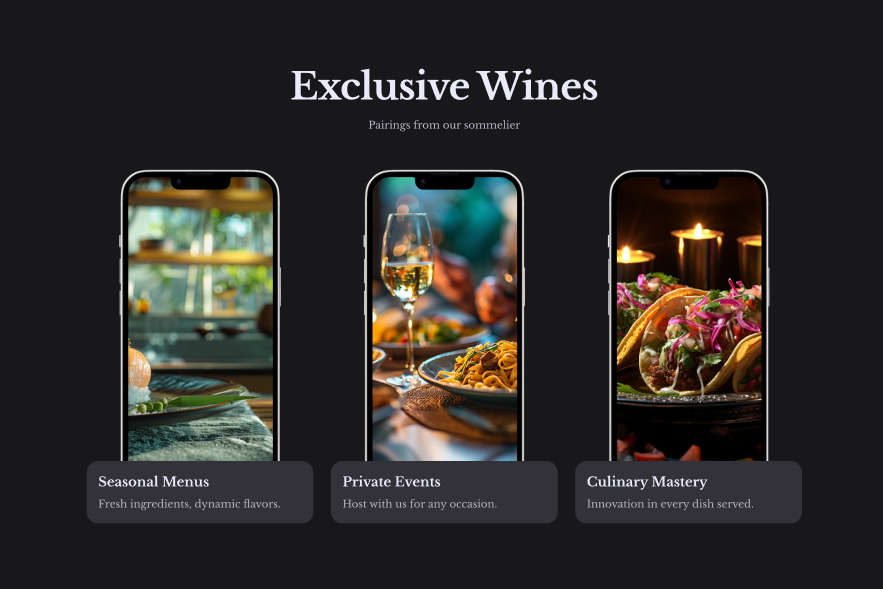 Exclusive Wines
Pairings from our sommelier
Seasonal Menus
Fresh ingredients, dynamic flavors.
Private Events
Host with us for any occasion.
Culinary Mastery
Innovation in every dish served.